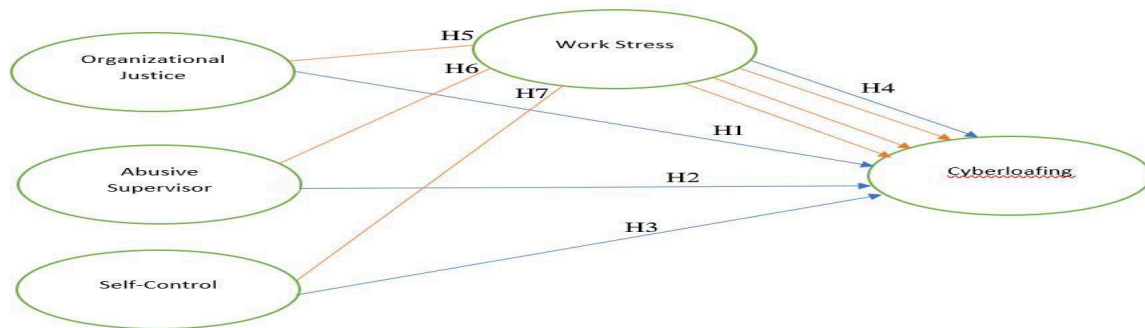 H5
Work Stress
Organizational
Justice
H6
H7
H4
H1
Abusive
Supervisor
H2
Cyberloafing
H3
Self-Control